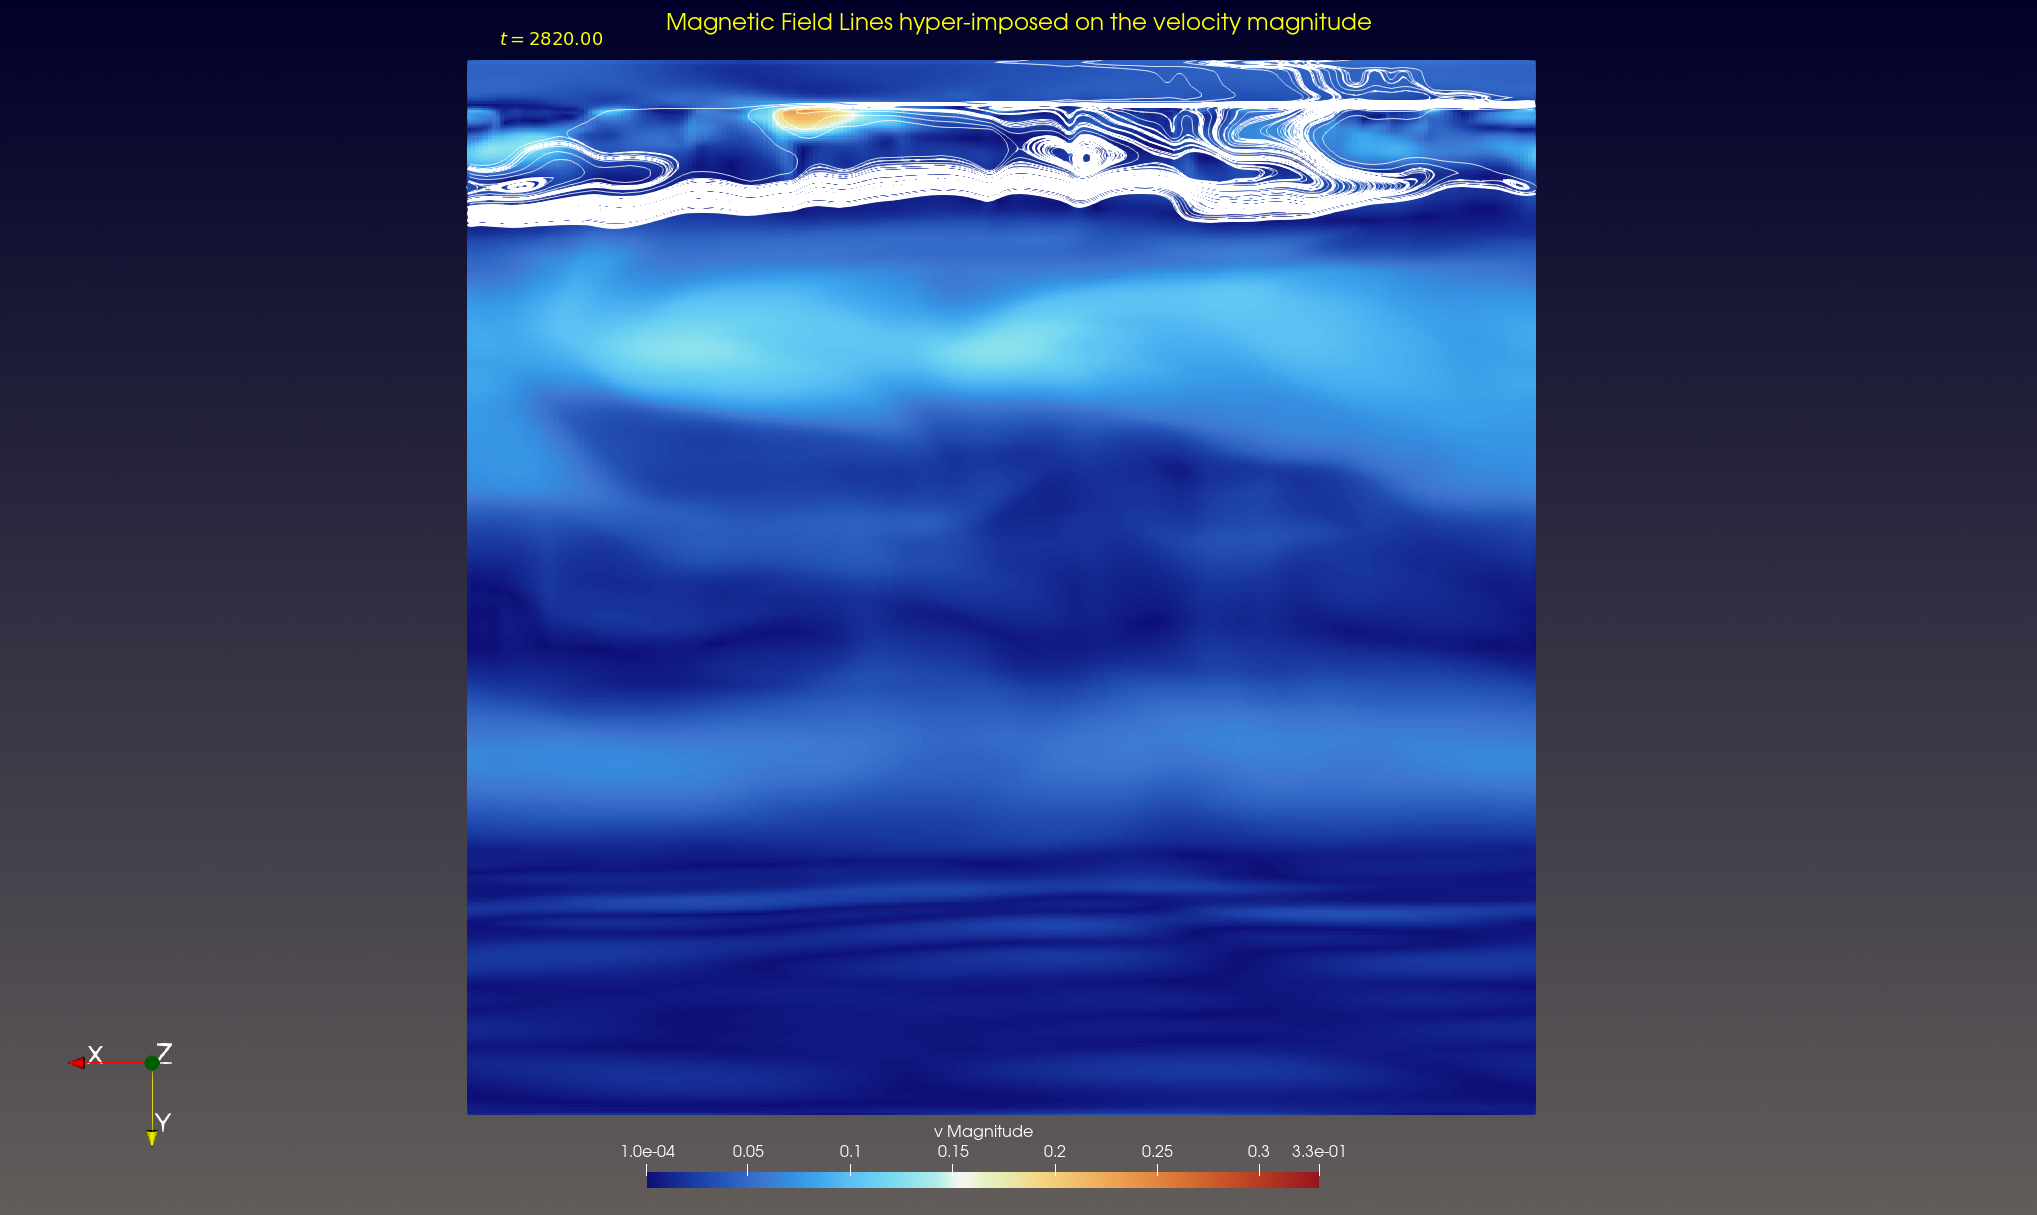 Magnetic Field Lines hyper-imposed on the velocity magnitude
t = 2820.00
X
Z
Y
v Magnitude
1.0e-04 0.05 0.1 0.15 0.2 0.25 0.3 3.3e-01